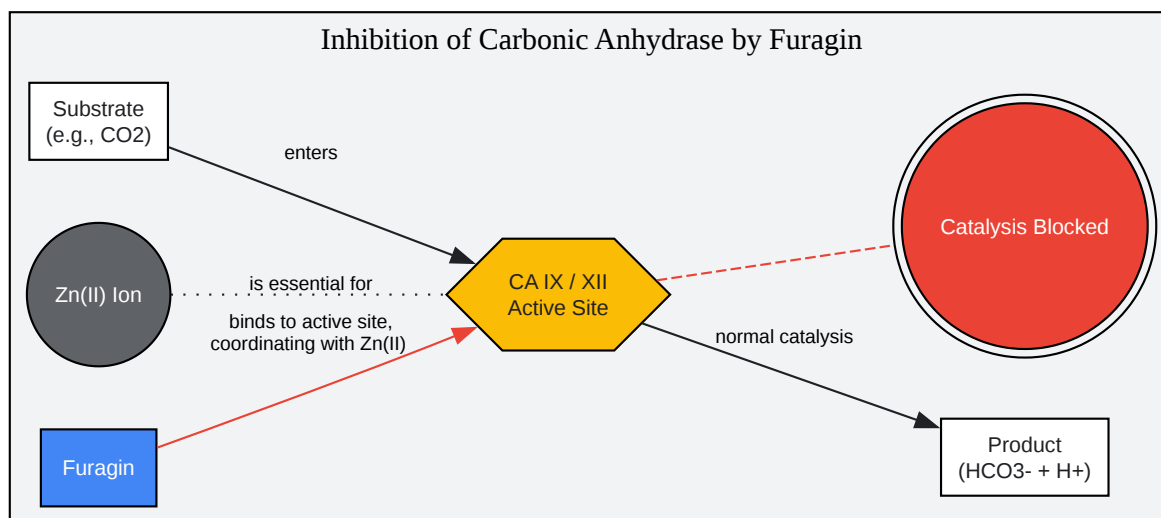 Inhibition of Carbonic Anhydrase by Furagin
Substrate
(e.g., CO2)
enters
Catalysis Blocked
Zn(II) Ion
is essential for
CA IX / XII
Active Site
binds to active site,
coordinating with Zn(II)
normal catalysis
Furagin
Product
(HCO3- + H+)